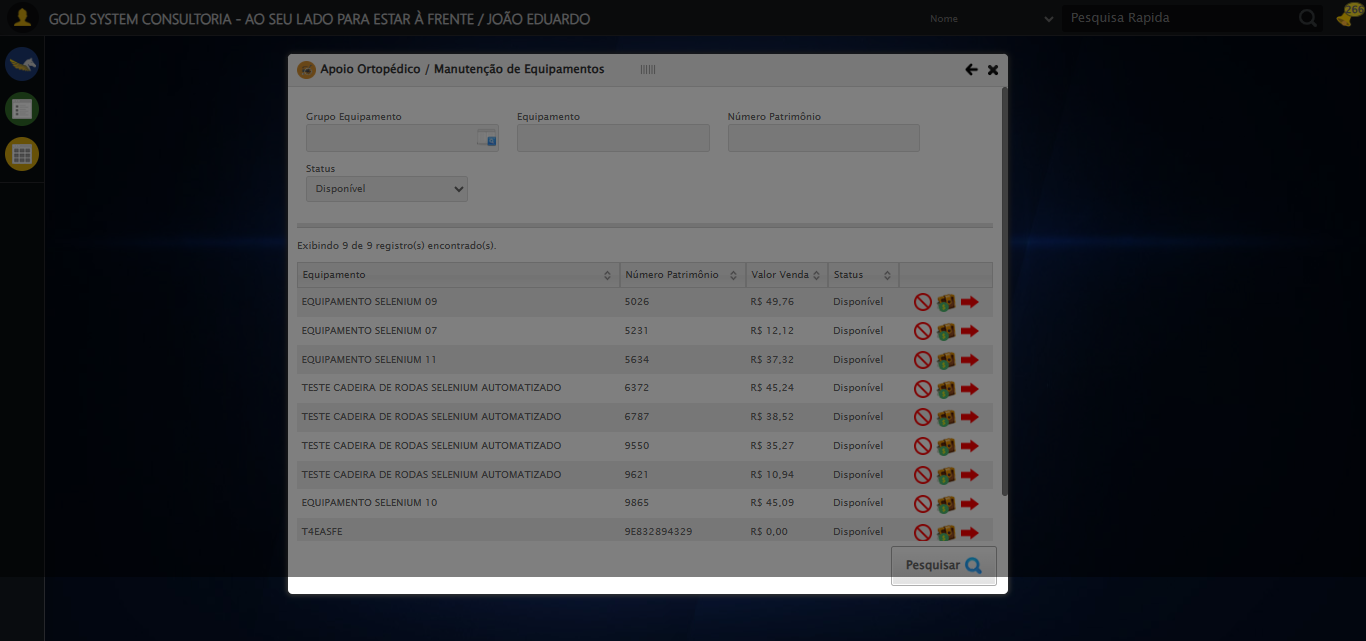 GOLD SYSTEM CONSULTORIA - AO SEU LADO PARA ESTAR À FRENTE / JOÃO EDUARDO
Nome
Pesquisa Rapida
266
Apoio Ortopédico / Manutenção de Equipamentos
Grupo Equipamento
Equipamento
Número Patrimônio
Status
Disponível
Exibindo 9 de 9 registro(s) encontrado(s).
Equipamento Número Patrimônio Valor Venda Status
EQUIPAMENTO SELENIUM 09 5026 R$ 49,76 Disponível
EQUIPAMENTO SELENIUM 07 5231 R$ 12,12 Disponível
EQUIPAMENTO SELENIUM 11 5634 R$ 37,32 Disponível
TESTE CADEIRA DE RODAS SELENIUM AUTOMATIZADO 6372 R$ 45,24 Disponível
TESTE CADEIRA DE RODAS SELENIUM AUTOMATIZADO 6787 R$ 38,52 Disponível
TESTE CADEIRA DE RODAS SELENIUM AUTOMATIZADO 9550 R$ 35,27 Disponível
TESTE CADEIRA DE RODAS SELENIUM AUTOMATIZADO 9621 R$ 10,94 Disponível
EQUIPAMENTO SELENIUM 10 9865 R$ 45,09 Disponível
T4EASFE 9E832894329 R$ 0,00 Disponível
Pesquisar